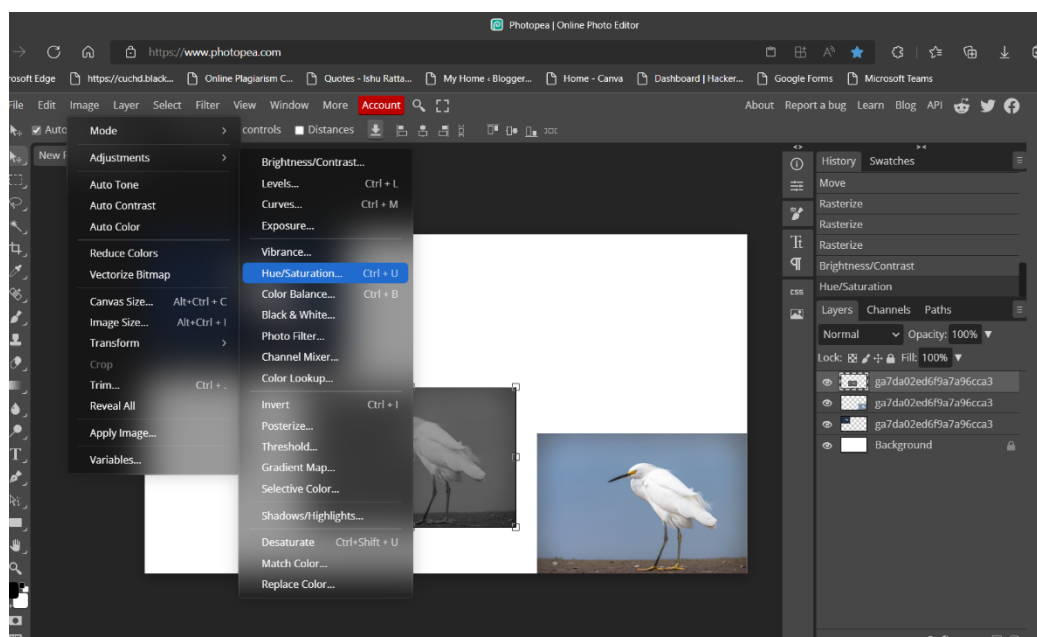 Photopea | Online Photo Editor
https://www.photopea.com
rosoft Edge https://cuchd.black... Online Plagiarism C... Quotes - Ishu Ratta... My Home ‹ Blogger... Home - Canva Dashboard | Hacker... Google Forms Microsoft Teams
File Edit Image Layer Select Filter View Window More Account About Report a bug Learn Blog API
Auto controls Distances
New
Mode
Adjustments
Auto Tone
Auto Contrast
Auto Color
Reduce Colors
Vectorize Bitmap
Canvas Size... Alt+Ctrl + C
Image Size... Alt+Ctrl + I
Transform
Crop
Trim... Ctrl + .
Reveal All
Apply Image...
Variables...
Brightness/Contrast...
Levels... Ctrl + L
Curves... Ctrl + M
Exposure...
Vibrance...
Hue/Saturation... Ctrl + U
Color Balance... Ctrl + B
Black & White...
Photo Filter...
Channel Mixer...
Color Lookup...
Invert Ctrl + I
Posterize...
Threshold...
Gradient Map...
Selective Color...
Shadows/Highlights...
Desaturate Ctrl+Shift + U
Match Color...
Replace Color...
CSS
History Swatches
Move
Rasterize
Rasterize
Rasterize
Brightness/Contrast
Hue/Saturation
Layers Channels Paths
Normal Opacity: 100%
Lock: Fill: 100%
ga7da02ed6f9a7a96cca3
ga7da02ed6f9a7a96cca3
ga7da02ed6f9a7a96cca3
Background